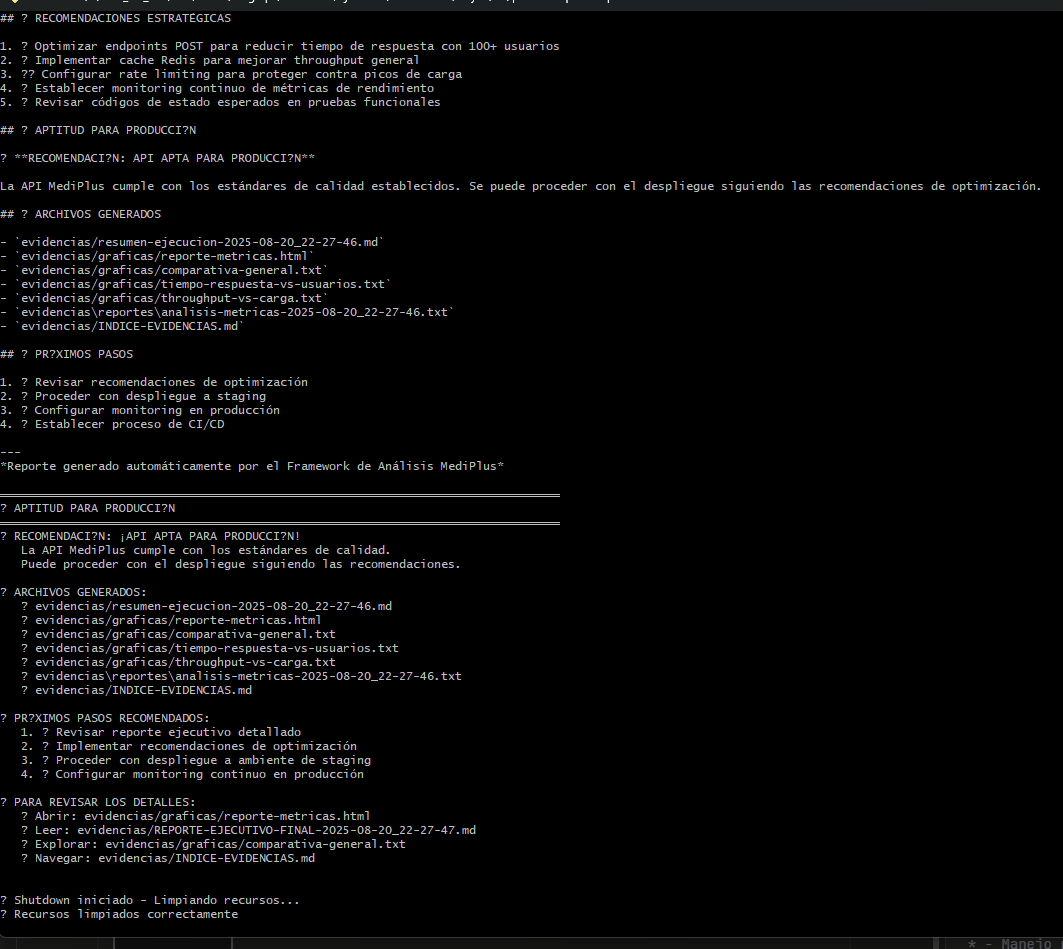 ## ? RECOMENDACIONES ESTRATÉGICAS
1. ? Optimizar endpoints POST para reducir tiempo de respuesta con 100+ usuarios
2. ? Implementar cache Redis para mejorar throughput general
3. ?? Configurar rate limiting para proteger contra picos de carga
4. ? Establecer monitoring continuo de métricas de rendimiento
5. ? Revisar códigos de estado esperados en pruebas funcionales
## ? APTITUD PARA PRODUCCI?N
? **RECOMENDACI?N: API APTA PARA PRODUCCI?N**
La API MediPlus cumple con los estándares de calidad establecidos. Se puede proceder con el despliegue siguiendo las recomendaciones de optimización.
## ? ARCHIVOS GENERADOS
- `evidencias/resumen-ejecucion-2025-08-20_22-27-46.md`
- `evidencias/graficas/reporte-metricas.html`
- `evidencias/graficas/comparativa-general.txt`
- `evidencias/graficas/tiempo-respuesta-vs-usuarios.txt`
- `evidencias/graficas/throughput-vs-carga.txt`
- `evidencias\reportes\analisis-metricas-2025-08-20_22-27-46.txt`
- `evidencias/INDICE-EVIDENCIAS.md`
## ? PR?XIMOS PASOS
1. ? Revisar recomendaciones de optimización
2. ? Proceder con despliegue a staging
3. ? Configurar monitoring en producción
4. ? Establecer proceso de CI/CD
---
*Reporte generado automáticamente por el Framework de Análisis MediPlus*
? APTITUD PARA PRODUCCI?N
? RECOMENDACI?N: ¡API APTA PARA PRODUCCI?N!
La API MediPlus cumple con los estándares de calidad.
Puede proceder con el despliegue siguiendo las recomendaciones.
? ARCHIVOS GENERADOS:
? evidencias/resumen-ejecucion-2025-08-20_22-27-46.md
? evidencias/graficas/reporte-metricas.html
? evidencias/graficas/comparativa-general.txt
? evidencias/graficas/tiempo-respuesta-vs-usuarios.txt
? evidencias/graficas/throughput-vs-carga.txt
? evidencias\reportes\analisis-metricas-2025-08-20_22-27-46.txt
? evidencias/INDICE-EVIDENCIAS.md
? PR?XIMOS PASOS RECOMENDADOS:
1. ? Revisar reporte ejecutivo detallado
2. ? Implementar recomendaciones de optimización
3. ? Proceder con despliegue a ambiente de staging
4. ? Configurar monitoring continuo en producción
? PARA REVISAR LOS DETALLES:
? Abrir: evidencias/graficas/reporte-metricas.html
? Leer: evidencias/REPORTE-EJECUTIVO-FINAL-2025-08-20_22-27-47.md
? Explorar: evidencias/graficas/comparativa-general.txt
? Navegar: evidencias/INDICE-EVIDENCIAS.md
? Shutdown iniciado - Limpiando recursos...
? Recursos limpiados correctamente
* - Manejo